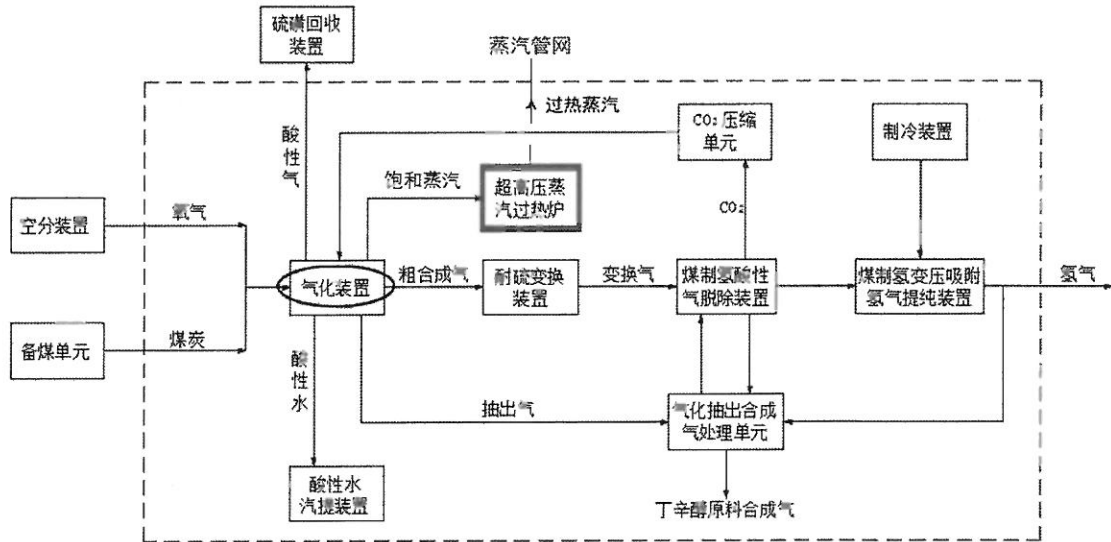 硫磺回收
装置
蒸汽管网
过热蒸汽
酸性气
CO₂压缩
单元
制冷装置
饱和蒸汽
超高压蒸
汽过热炉
CO₂
空分装置
氧气
气化装置
粗合成气
耐硫变换
装置
变换气
煤制氢酸性
气脱除装置
煤制氢变压吸附
氢气提纯装置
氢气
备煤单元
煤炭
酸性水
抽出气
气化抽出合成
气处理单元
酸性水
汽提装置
丁辛醇原料合成气